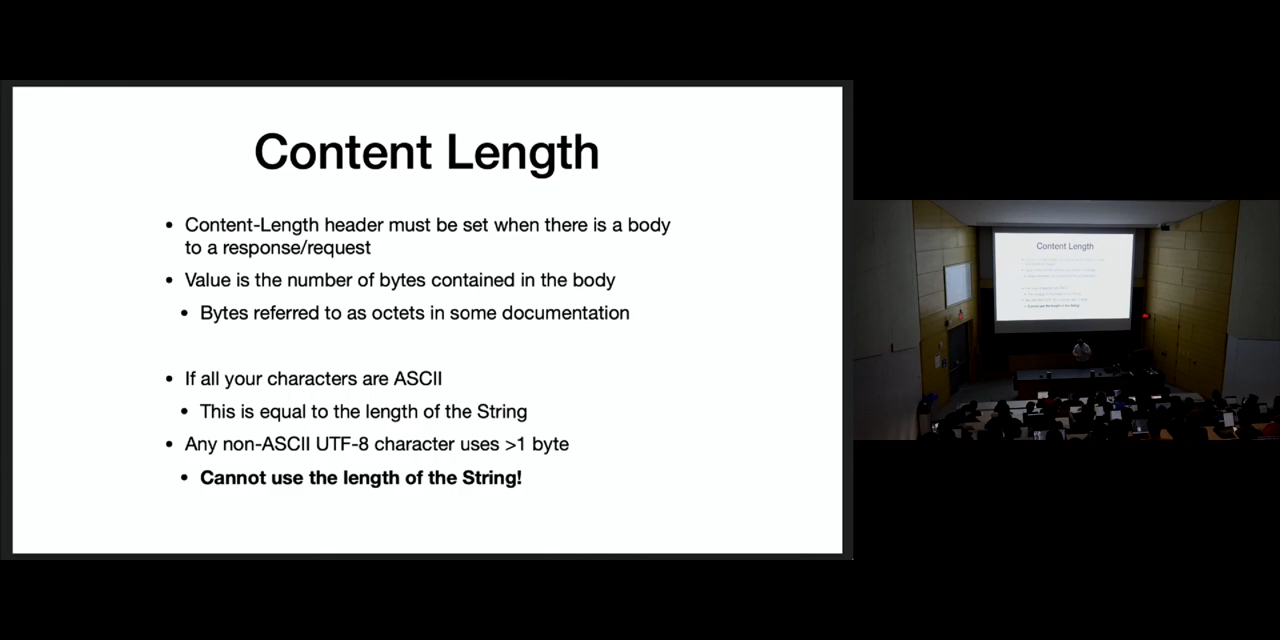 Content Length
• Content-Length header must be set when there is a body
to a response/request
• Value is the number of bytes contained in the body
• Bytes referred to as octets in some documentation
• If all your characters are ASCII
• This is equal to the length of the String
• Any non-ASCII UTF-8 character uses >1 byte
• Cannot use the length of the String!
Content Length